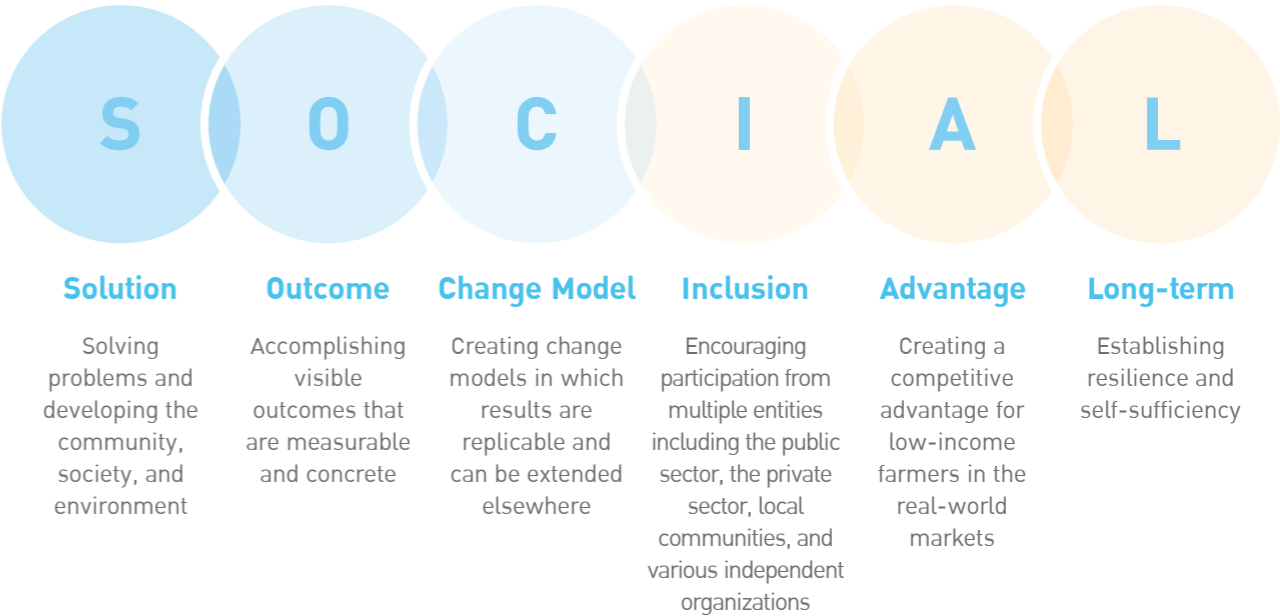 S
O
C
I
A
L
Solution
Solving
problems and
developing the
community,
society, and
environment
Outcome
Accomplishing
visible
outcomes that
are measurable
and concrete
Change Model
Creating change
models in which
results are
replicable and
can be extended
elsewhere
Inclusion
Encouraging
participation from
multiple entities
including the public
sector, the private
sector, local
communities, and
various independent
organizations
Advantage
Creating a
competitive
advantage for
low-income
farmers in the
real-world
markets
Long-term
Establishing
resilience and
self-sufficiency